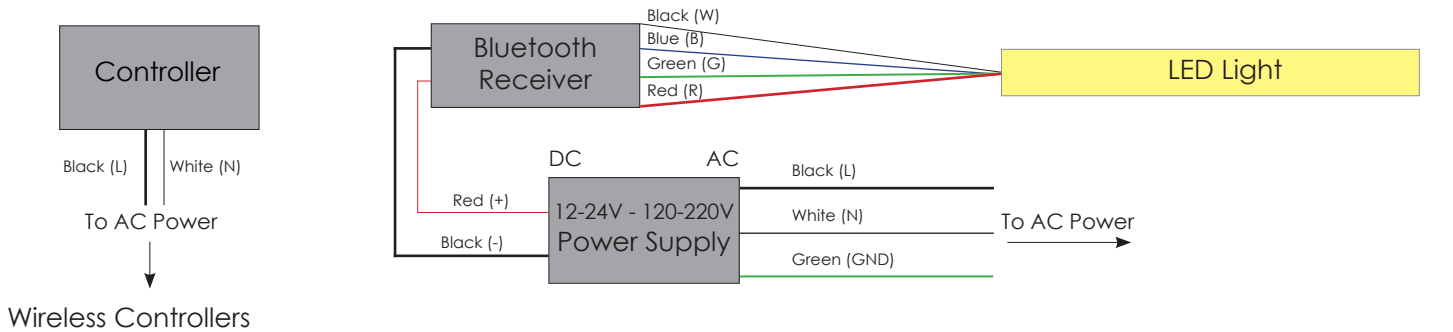 Controller
Black (L)
White (N)
To AC Power
Wireless Controllers
Bluetooth
Receiver
Black (W)
Blue (B)
Green (G)
Red (R)
LED Light
DC
AC
Red (+)
Black (-)
12-24V - 120-220V
Power Supply
Black (L)
White (N)
Green (GND)
To AC Power